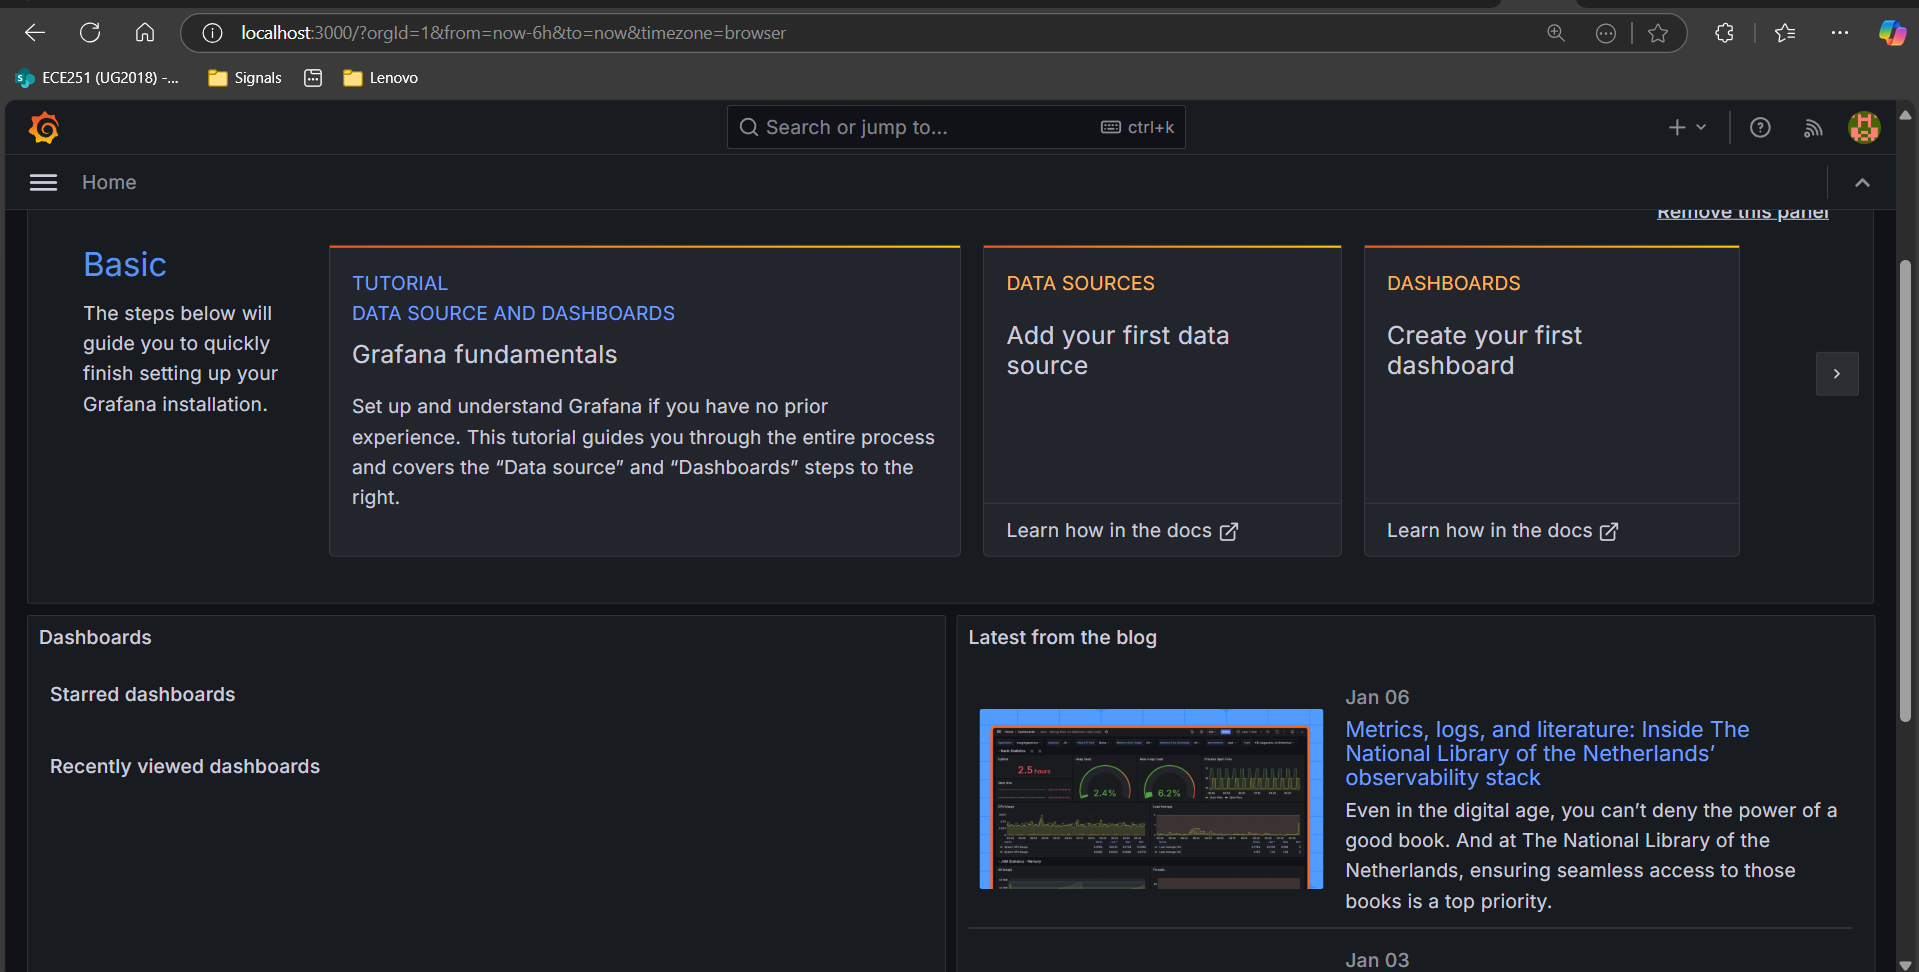 localhost:3000/?orgId=1&from=now-6h&to=now&timezone=browser
ECE251 (UG2018) -...
Signals
Lenovo
Search or jump to...
ctrl+k
Home
Remove this panel
Basic
The steps below will
guide you to quickly
finish setting up your
Grafana installation.
TUTORIAL
DATA SOURCE AND DASHBOARDS
Grafana fundamentals
Set up and understand Grafana if you have no prior
experience. This tutorial guides you through the entire process
and covers the “Data source” and “Dashboards” steps to the
right.
DATA SOURCES
Add your first data
source
Learn how in the docs
DASHBOARDS
Create your first
dashboard
Learn how in the docs
Dashboards
Starred dashboards
Recently viewed dashboards
Latest from the blog
2.5 hours
2.4%
6.2%
Jan 06
Metrics, logs, and literature: Inside The
National Library of the Netherlands’
observability stack
Even in the digital age, you can’t deny the power of a
good book. And at The National Library of the
Netherlands, ensuring seamless access to those
books is a top priority.
Jan 03